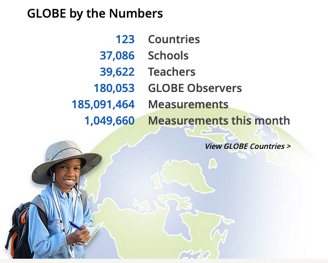 GLOBE by the Numbers
123 Countries
37,086 Schools
39,622 Teachers
180,053 GLOBE Observers
185,091,464 Measurements
1,049,660 Measurements this month
View GLOBE Countries >